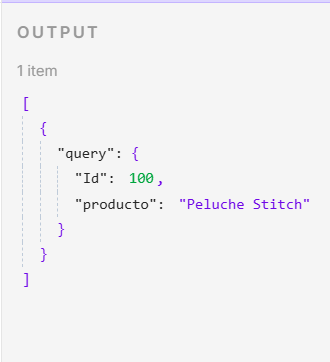 OUTPUT
1 item
[
{
"query": {
"Id": 100,
"producto": "Peluche Stitch"
}
}
]